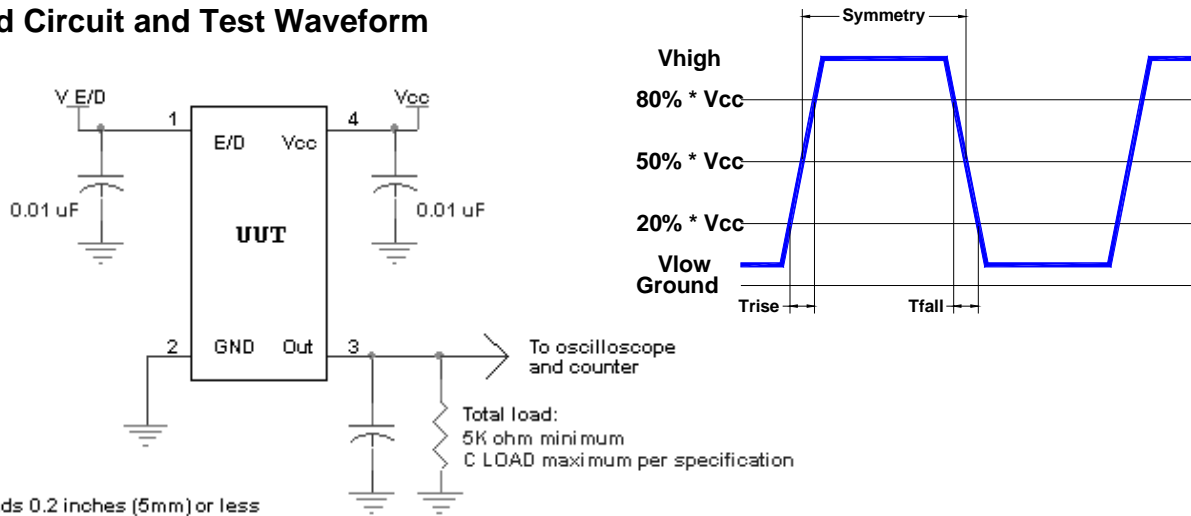 d Circuit and Test Waveform
V E/D
1
4
Vcc
E/D Vcc
0.01 uF
0.01 uF
UUT
2
GND Out
3
To oscilloscope
and counter
Total load:
5K ohm minimum
C LOAD maximum per specification
ds 0.2 inches (5mm) or less
Symmetry
Vhigh
80% * Vcc
50% * Vcc
20% * Vcc
Vlow
Ground
Trise
Tfall